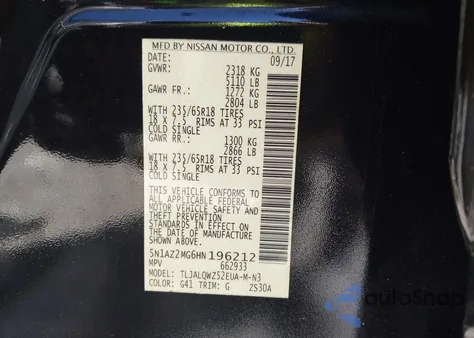 MFD BY NISSAN MOTOR CO., LTD.
DATE: 09/17
GVWR: 2318 KG
5110 LB
GAWR FR.: 1272 KG
2804 LB
WITH 235/65R18 TIRES
18 x 7.5 RIMS AT 33 PSI
COLD SINGLE
GAWR RR.: 1300 KG
2866 LB
WITH 235/65R18 TIRES
18 x 7.5 RIMS AT 33 PSI
COLD SINGLE
THIS VEHICLE CONFORMS TO
ALL APPLICABLE FEDERAL
MOTOR VEHICLE SAFETY AND
THEFT PREVENTION
STANDARDS IN EFFECT ON
THE DATE OF MANUFACTURE
SHOWN ABOVE.
5N1AZ2MG6HN196212
MPV 662933
MODEL: TLJALQWZ52EUA-M-N3
COLOR: G41 TRIM: G ZS30A
autoSnap